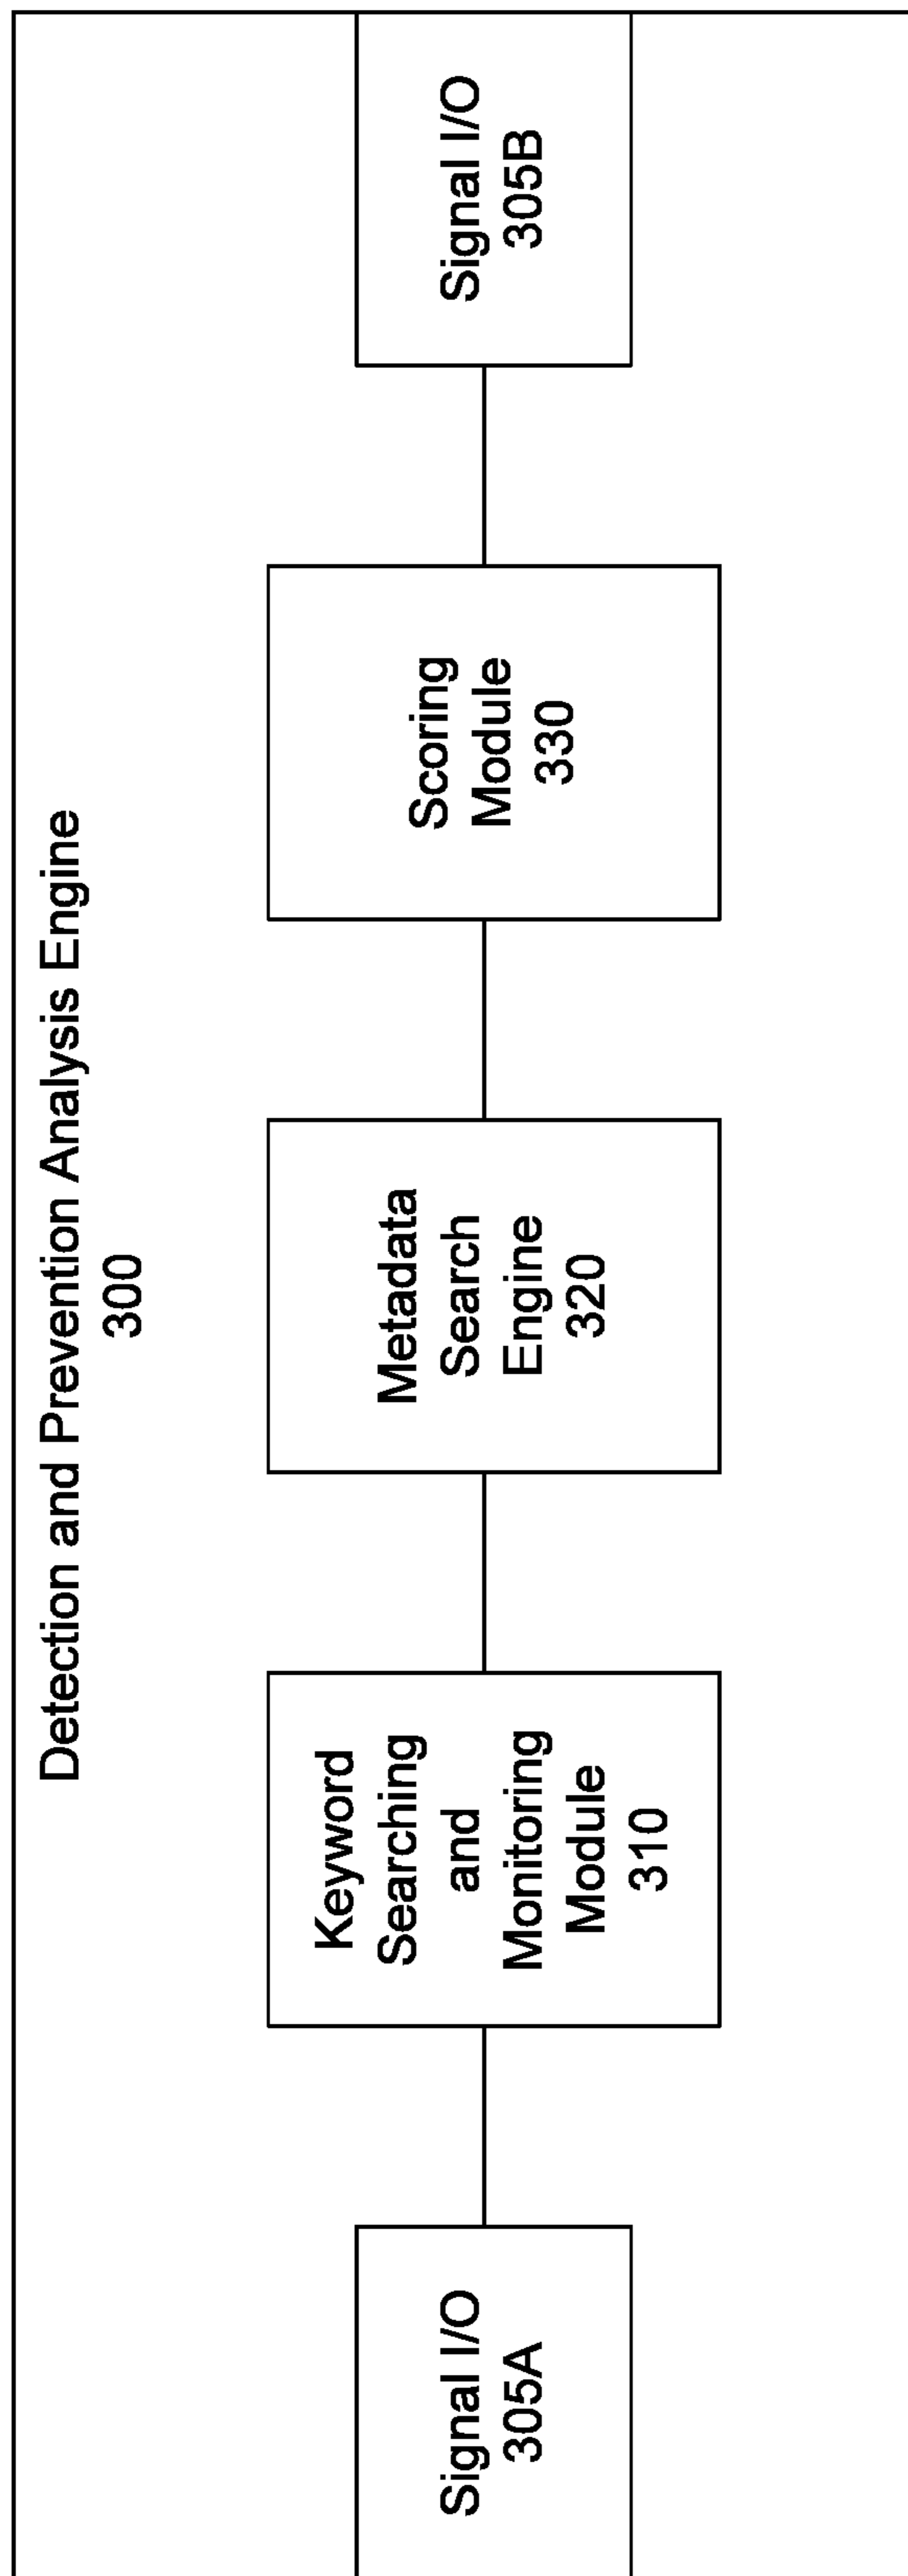 Detection and Prevention Analysis Engine
300
Signal I/O
305A
Keyword
Searching
and
Monitoring
Module
310
Metadata
Search
Engine
320
Scoring
Module
330
Signal I/O
305B